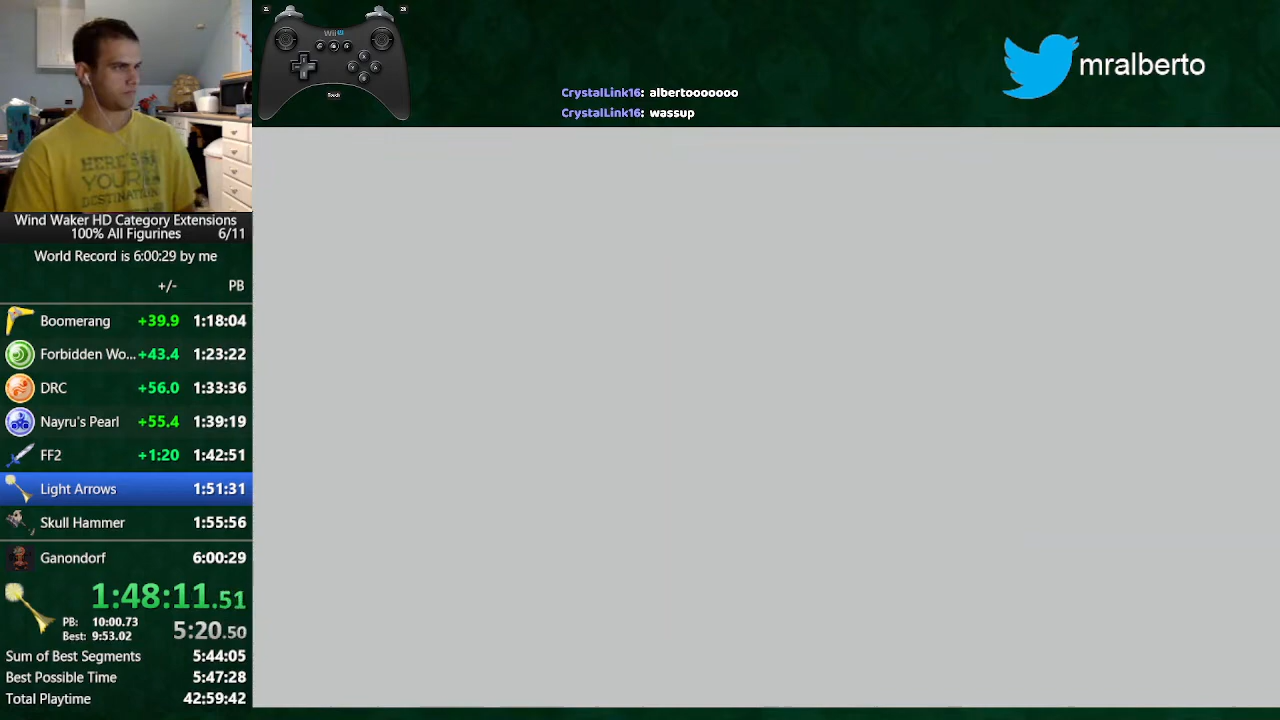 WiiU
mralberto
CrystalLink16: albertooooooo
CrystalLink16: wassup
HERE'S
YOUR
DESTINATION
Wind Waker HD Category Extensions
100% All Figurines 6/11
World Record is 6:00:29 by me
+/- PB
Boomerang +39.9 1:18:04
Forbidden Wo... +43.4 1:23:22
DRC +56.0 1:33:36
Nayru's Pearl +55.4 1:39:19
FF2 +1:20 1:42:51
Light Arrows 1:51:31
Skull Hammer 1:55:56
Ganondorf 6:00:29
1:48:11.51
PB: 10:00.73
Best: 9:53.02
5:20.50
Sum of Best Segments 5:44:05
Best Possible Time 5:47:28
Total Playtime 42:59:42